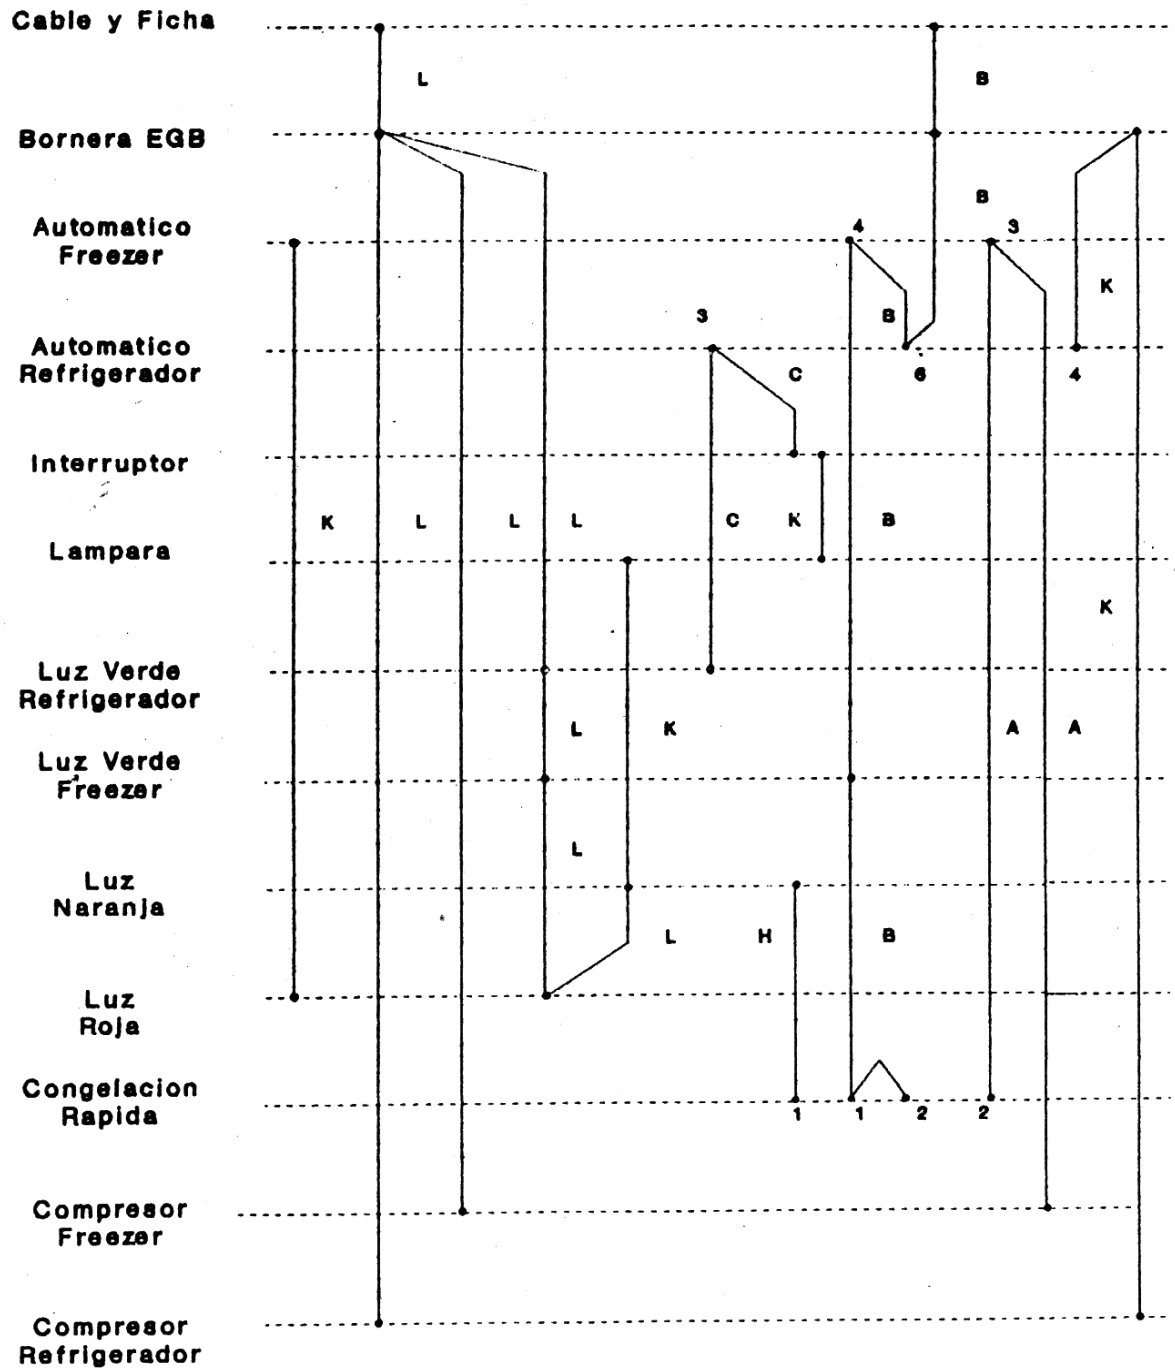 Cable y Ficha
L
B
Bornera EGB
B
Automatico
Freezer
4
3
K
3
B
Automatico
Refrigerador
C
6
4
Interruptor
K
L
L
L
C
K
B
Lampara
K
Luz Verde
Refrigerador
L
K
A
A
Luz Verde
Freezer
L
Luz
Naranja
L
H
B
Luz
Roja
Congelacion
Rapida
1
1
2
2
Compresor
Freezer
Compresor
Refrigerador